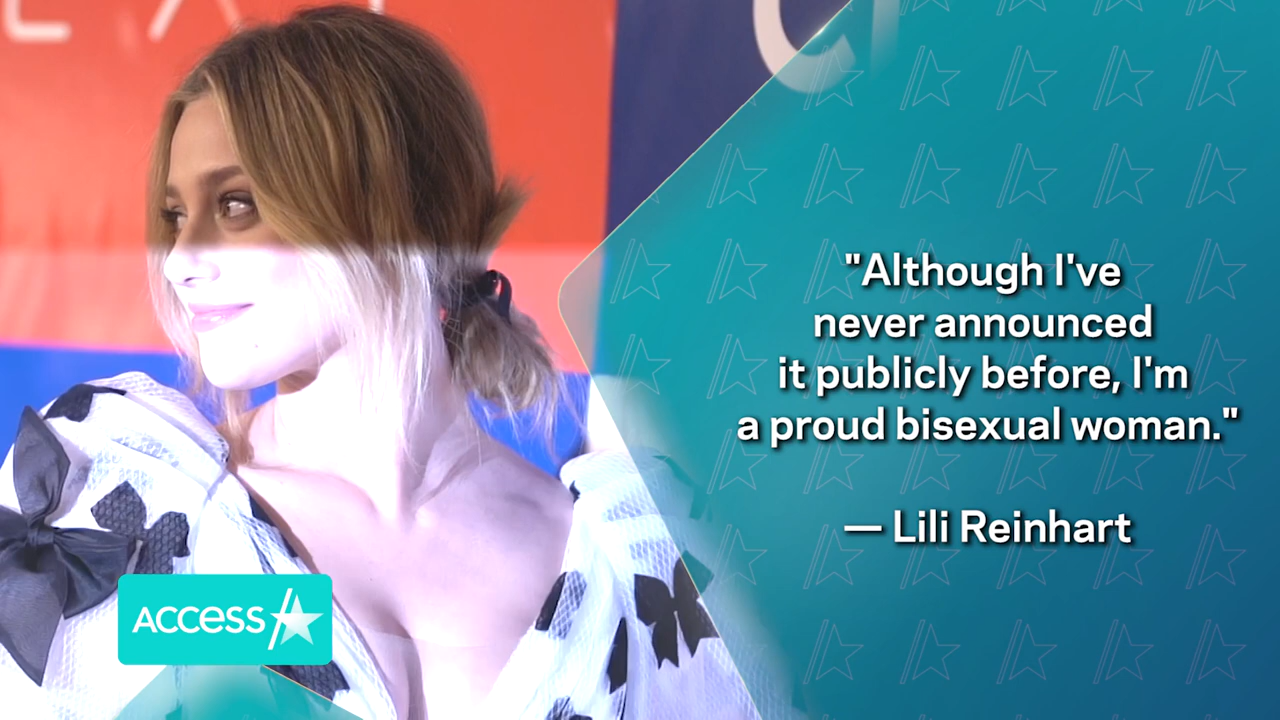 "Although I've
never announced
it publicly before, I'm
a proud bisexual woman."
— Lili Reinhart
ACCESS